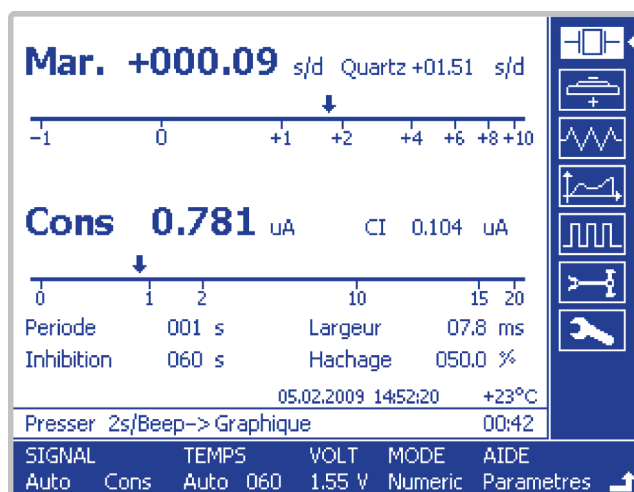 Mar. +000.09 s/d Quartz +01.51 s/d
-1 0 +1 +2 +4 +6 +8 +10
Cons 0.781 uA CI 0.104 uA
0 1 2 10 15 20
Periode 001 s Largeur 07.8 ms
Inhibition 060 s Hachage 050.0 %
05.02.2009 14:52:20 +23°C
Presser 2s/Beep-> Graphique 00:42
SIGNAL TEMPS VOLT MODE AIDE
Auto Cons Auto 060 1.55 V Numeric Parametres